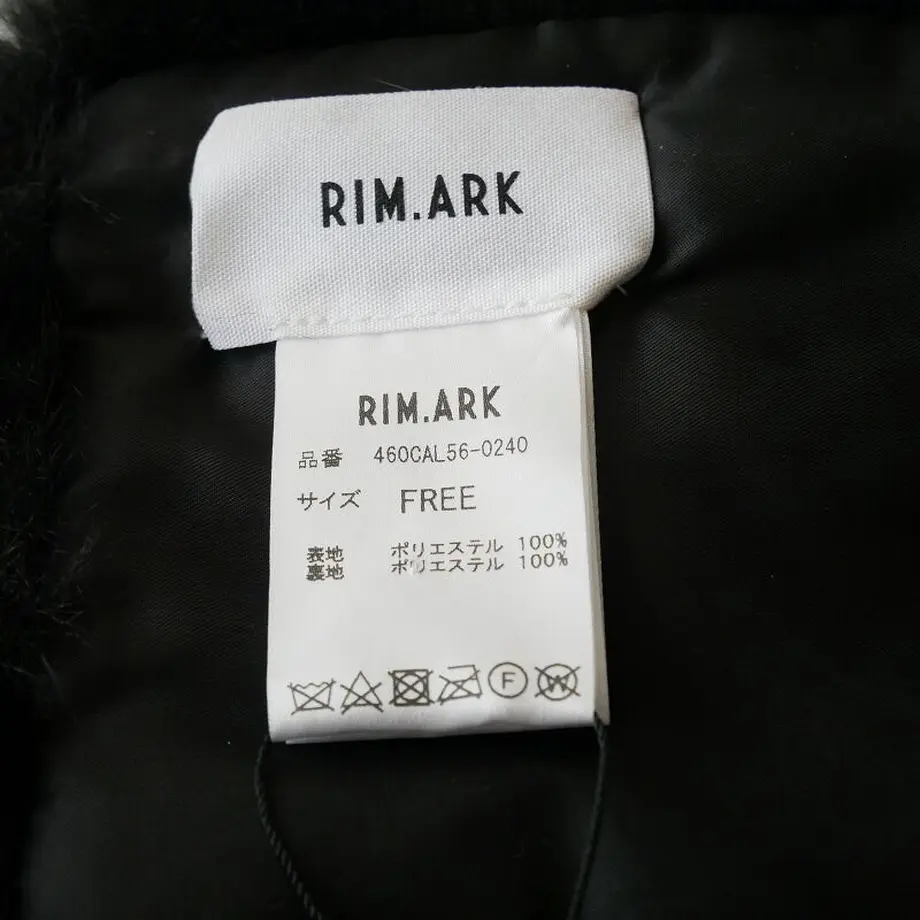 RIM.ARK
RIM.ARK
品番 460CAL56-0240
サイズ FREE
表地 ポリエステル 100%
裏地 ポリエステル 100%
F W